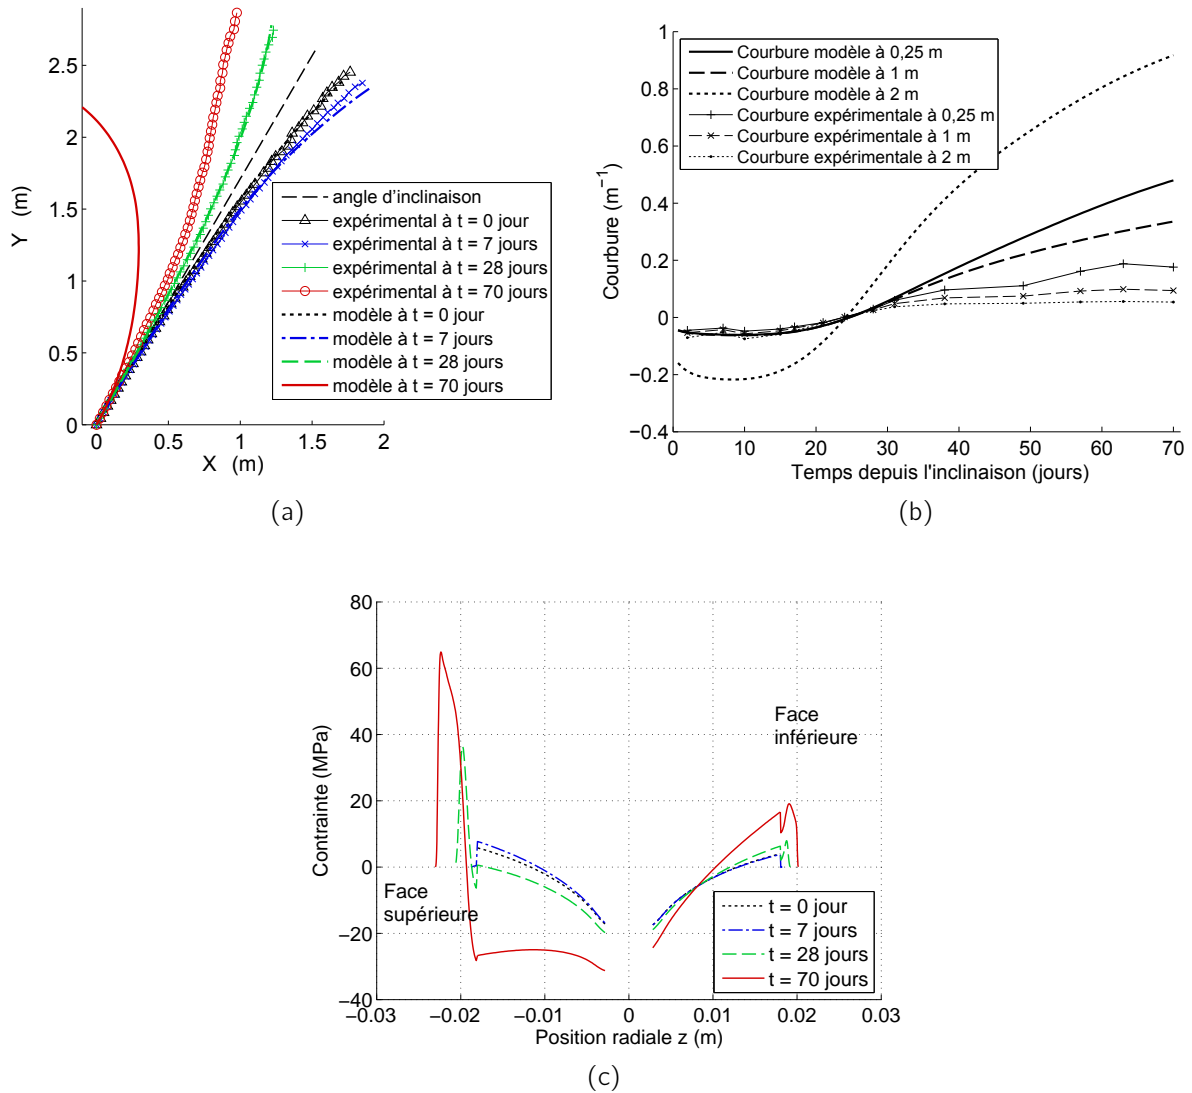 2.5
2
1.5
1
0.5
0
Y (m)
0
0.5
1
1.5
2
X (m)
angle d'inclinaison
expérimental à t = 0 jour
expérimental à t = 7 jours
expérimental à t = 28 jours
expérimental à t = 70 jours
modèle à t = 0 jour
modèle à t = 7 jours
modèle à t = 28 jours
modèle à t = 70 jours
(a)
1
0.8
0.6
0.4
0.2
0
−0.2
−0.4
Courbure (m⁻¹)
Courbure modèle à 0,25 m
Courbure modèle à 1 m
Courbure modèle à 2 m
Courbure expérimentale à 0,25 m
Courbure expérimentale à 1 m
Courbure expérimentale à 2 m
0
10
20
30
40
50
60
70
Temps depuis l'inclinaison (jours)
(b)
80
60
40
20
0
−20
−40
Contrainte (MPa)
Face
inférieure
Face
supérieure
t = 0 jour
t = 7 jours
t = 28 jours
t = 70 jours
−0.03
−0.02
−0.01
0
0.01
0.02
0.03
Position radiale z (m)
(c)